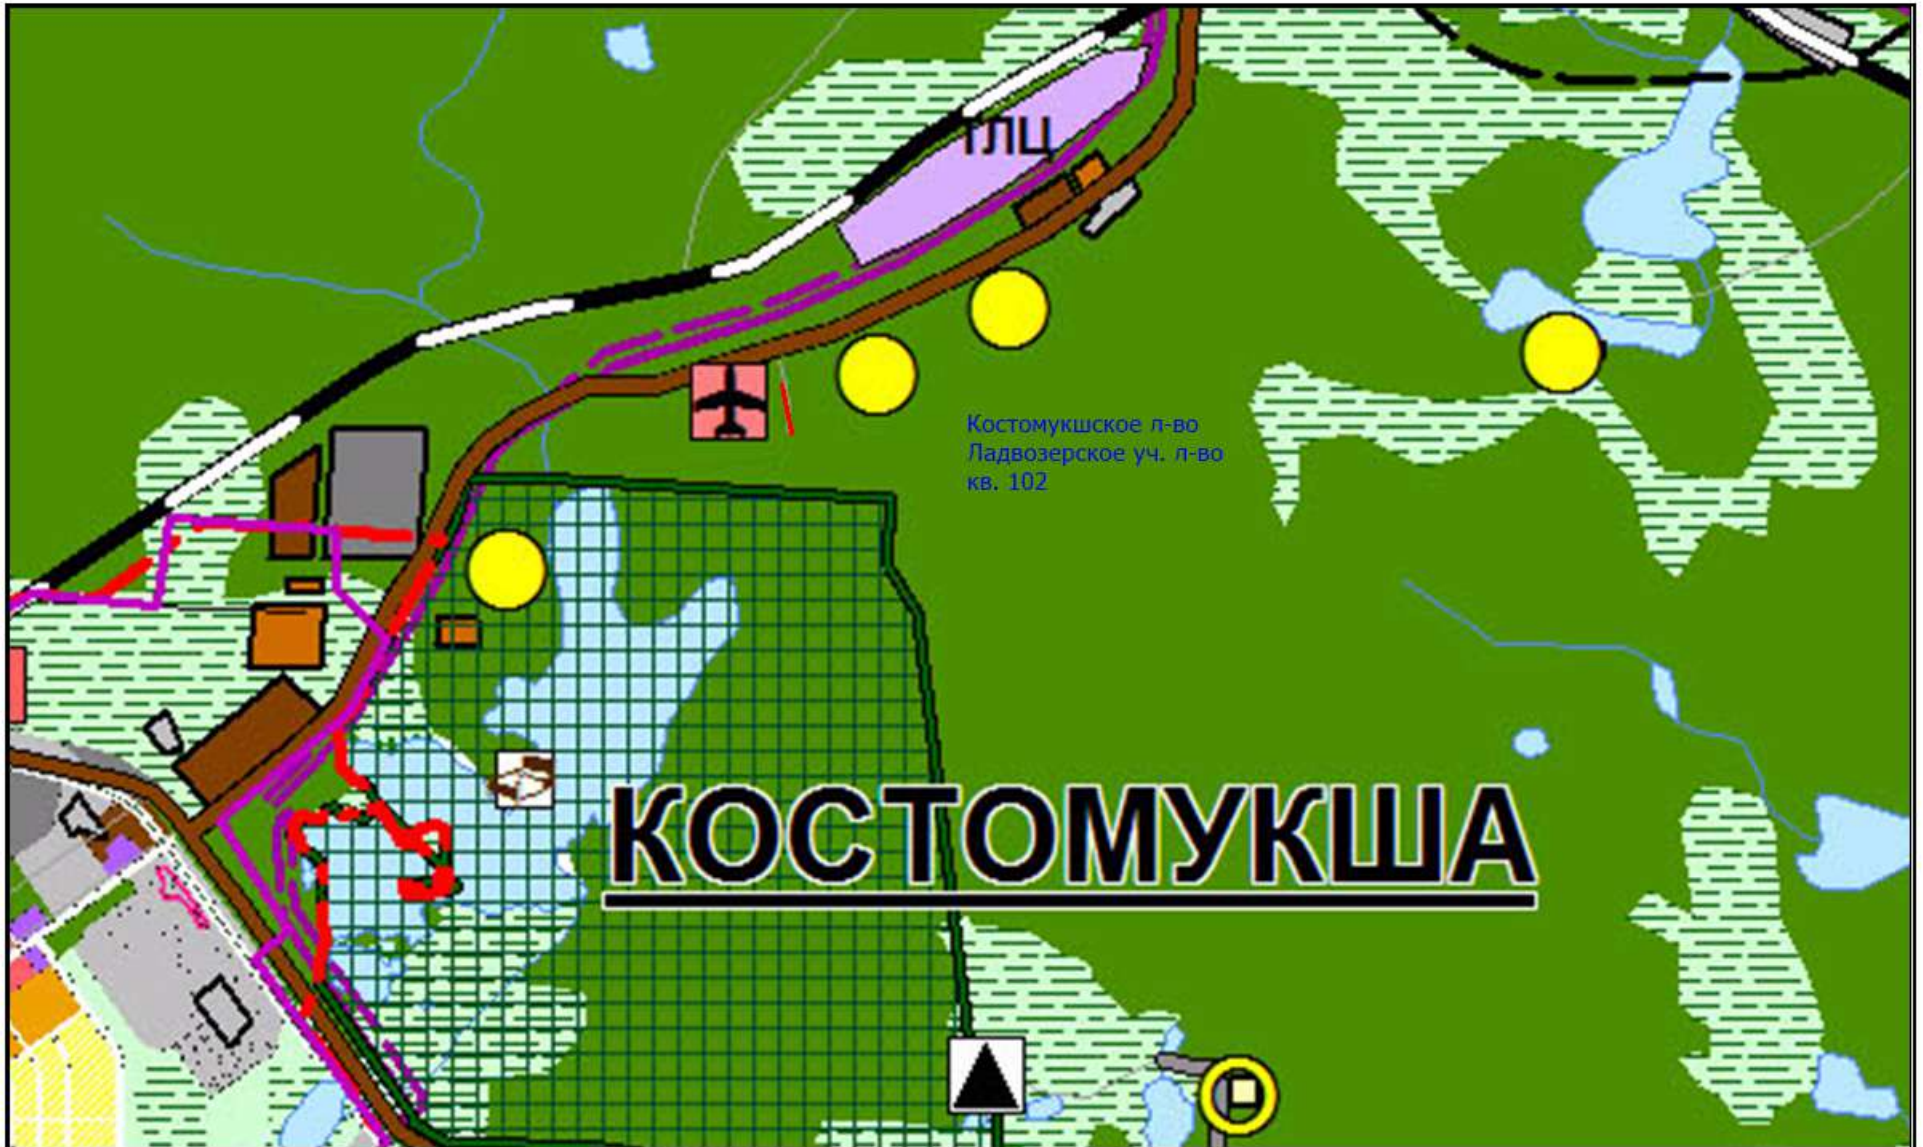 ТЛЦ
Костомукшское л-во
Ладвозерское уч. л-во
кв. 102
КОСТОМУКША